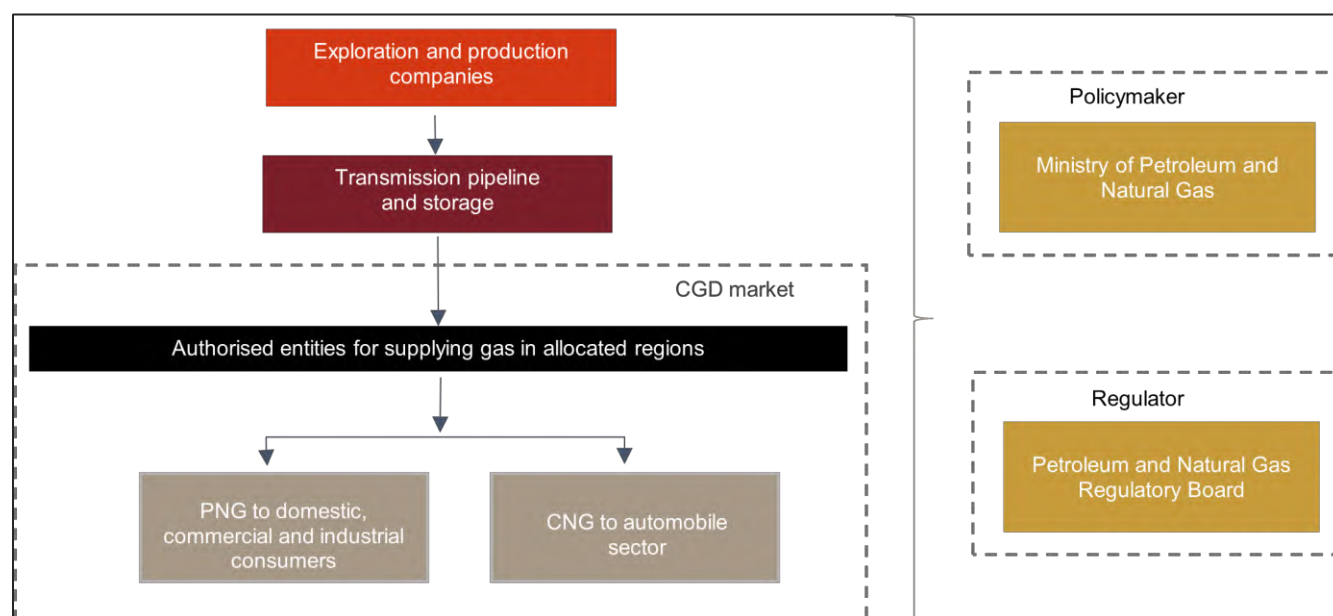 Exploration and production
companies
Transmission pipeline
and storage
CGD market
Authorised entities for supplying gas in allocated regions
PNG to domestic,
commercial and industrial
consumers
CNG to automobile
sector
Policymaker
Ministry of Petroleum and
Natural Gas
Regulator
Petroleum and Natural Gas
Regulatory Board